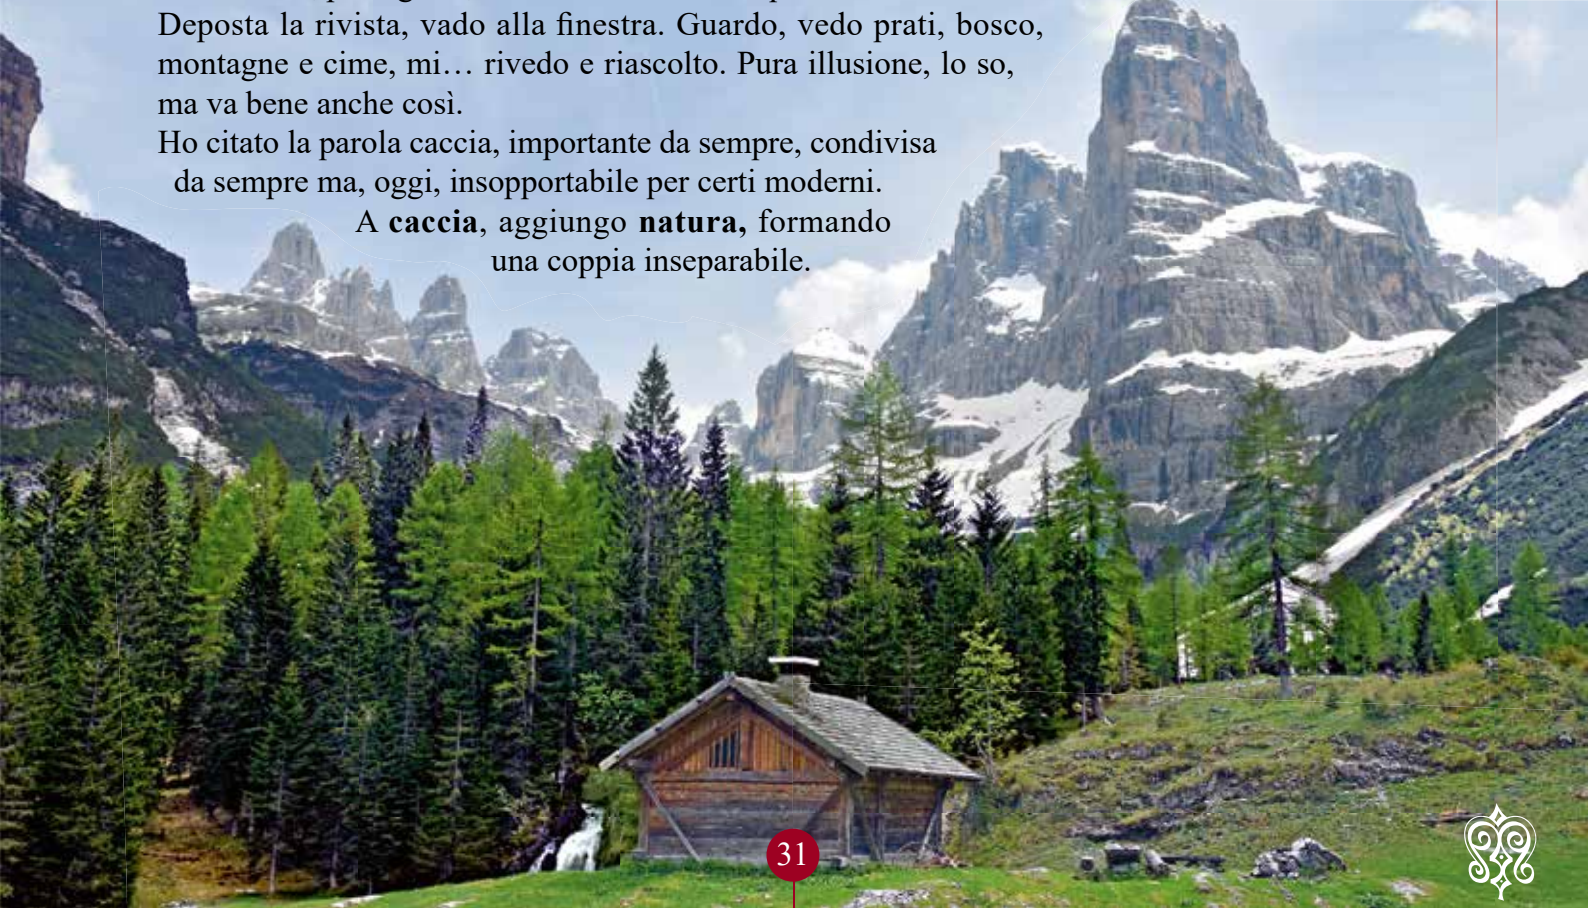 Deposta la rivista, vado alla finestra. Guardo, vedo prati, bosco,
montagne e cime, mi… rivedo e riascolto. Pura illusione, lo so,
ma va bene anche così.
Ho citato la parola caccia, importante da sempre, condivisa
da sempre ma, oggi, insopportabile per certi moderni.
A caccia, aggiungo natura, formando
una coppia inseparabile.
31